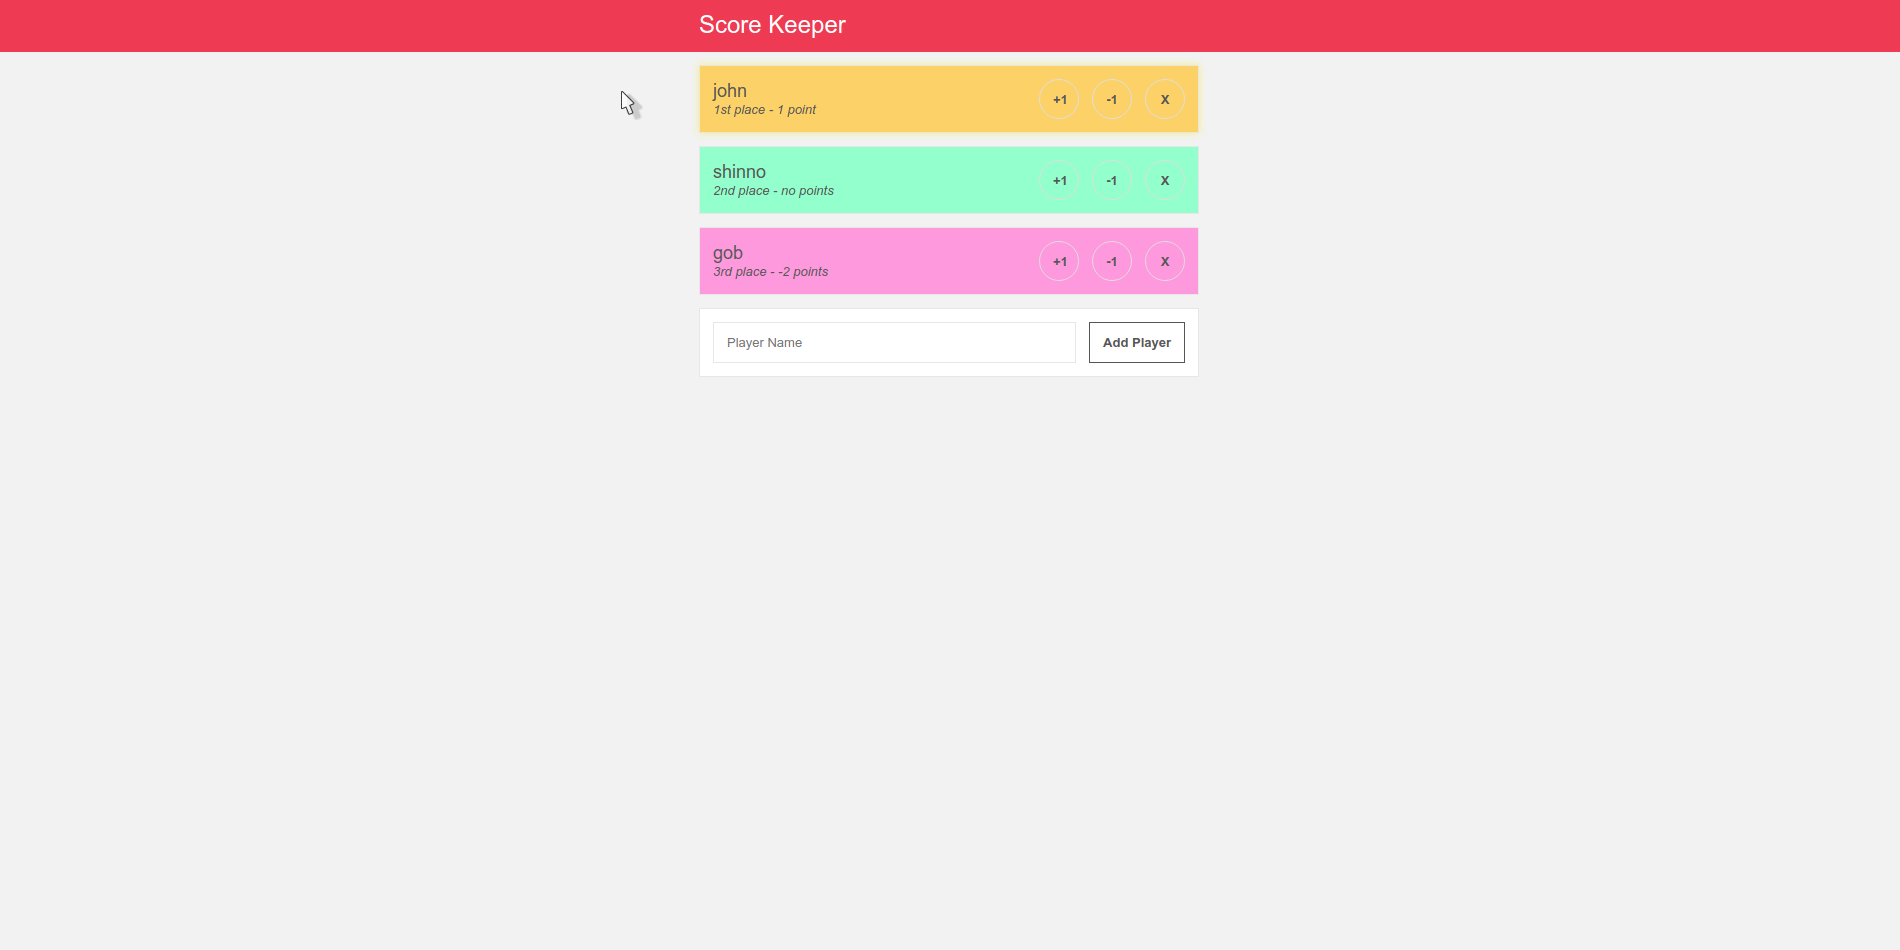 Score Keeper
john
1st place - 1 point
+1 -1 X
shinno
2nd place - no points
+1 -1 X
gob
3rd place - -2 points
+1 -1 X
Player Name
Add Player